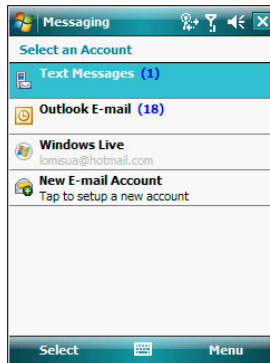 Messaging
Select an Account
Text Messages (1)
Outlook E-mail (18)
Windows Live
lomisua@hotmail.com
New E-mail Account
Tap to setup a new account
Select Menu